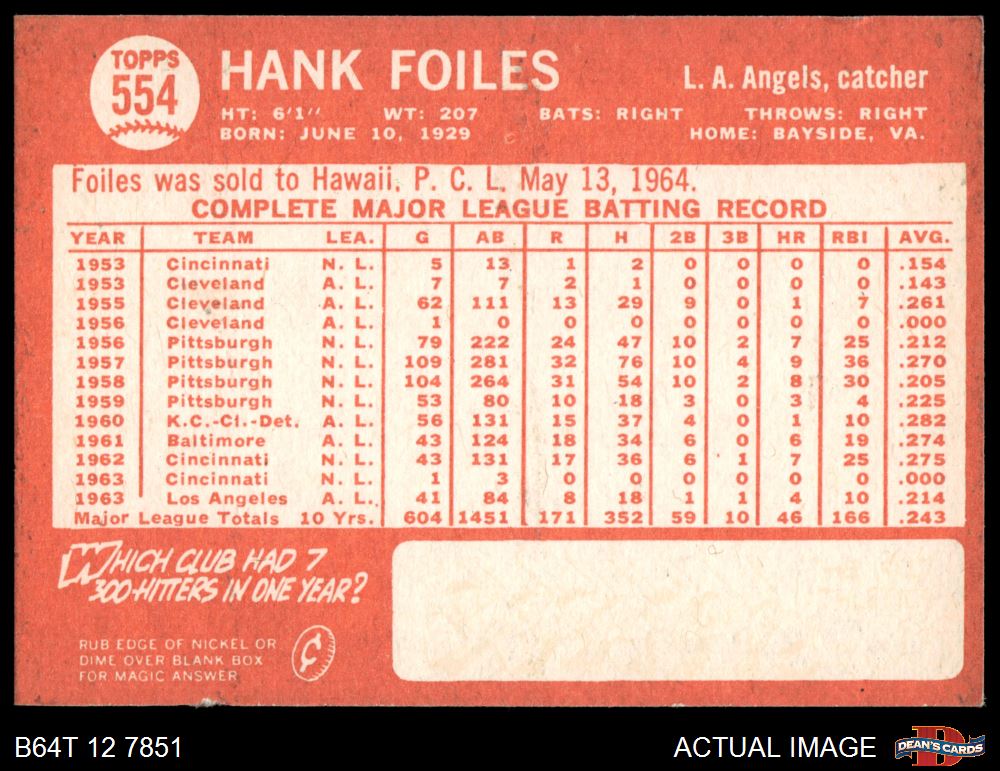 TOPPS
554
HANK FOILES
L. A. Angels, catcher
HT: 6'1'' WT: 207 BATS: RIGHT THROWS: RIGHT
BORN: JUNE 10, 1929 HOME: BAYSIDE, VA.
Foiles was sold to Hawaii, P. C. L. May 13, 1964.
COMPLETE MAJOR LEAGUE BATTING RECORD
YEAR TEAM LEA. G AB R H 2B 3B HR RBI AVG.
1953 Cincinnati N. L. 5 13 1 2 0 0 0 0 .154
1953 Cleveland A. L. 7 7 2 1 0 0 0 0 .143
1955 Cleveland A. L. 62 111 13 29 9 0 1 7 .261
1956 Cleveland A. L. 1 0 0 0 0 0 0 0 .000
1956 Pittsburgh N. L. 79 222 24 47 10 2 7 25 .212
1957 Pittsburgh N. L. 109 281 32 76 10 4 9 36 .270
1958 Pittsburgh N. L. 104 264 31 54 10 2 8 30 .205
1959 Pittsburgh N. L. 53 80 10 18 3 0 3 4 .225
1960 K.C.-Cl.-Det. A. L. 56 131 15 37 4 0 1 10 .282
1961 Baltimore A. L. 43 124 18 34 6 0 6 19 .274
1962 Cincinnati N. L. 43 131 17 36 6 1 7 25 .275
1963 Cincinnati N. L. 1 3 0 0 0 0 0 0 .000
1963 Los Angeles A. L. 41 84 8 18 1 1 4 10 .214
Major League Totals 10 Yrs. 604 1451 171 352 59 10 46 166 .243
WHICH CLUB HAD 7
300-HITTERS IN ONE YEAR?
RUB EDGE OF NICKEL OR
DIME OVER BLANK BOX
FOR MAGIC ANSWER
¢
B64T 12 7851
ACTUAL IMAGE
D
DEAN'S CARDS